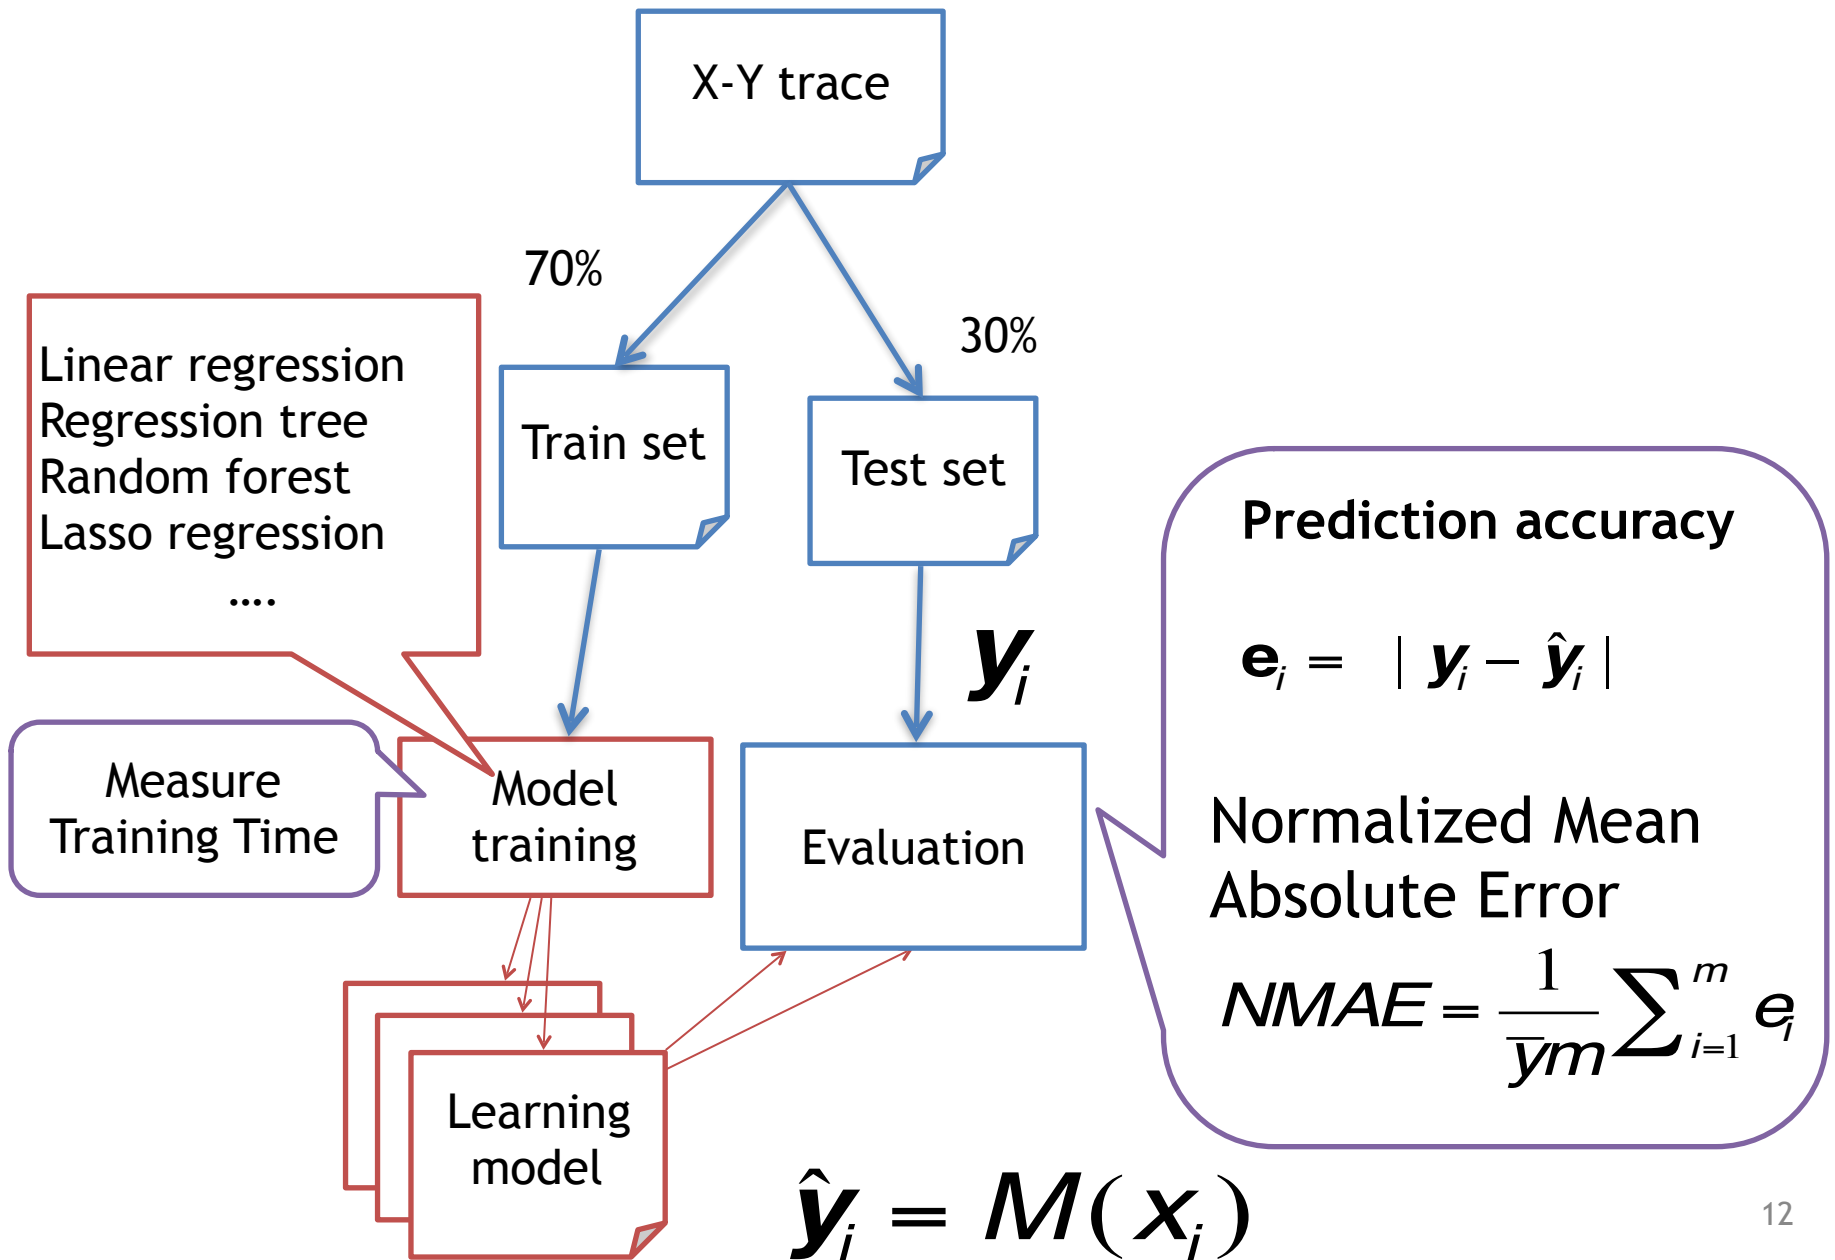 X-Y trace
70%
30%
Linear regression
Regression tree
Random forest
Lasso regression
....
Train set
Test set
y_i
Prediction accuracy
e_i = | y_i − ŷ_i |
Normalized Mean
Absolute Error
NMAE = 1/(ȳm) ∑_{i=1}^{m} e_i
Measure
Training Time
Model
training
Evaluation
Learning
model
ŷ_i = M(x_i)
12